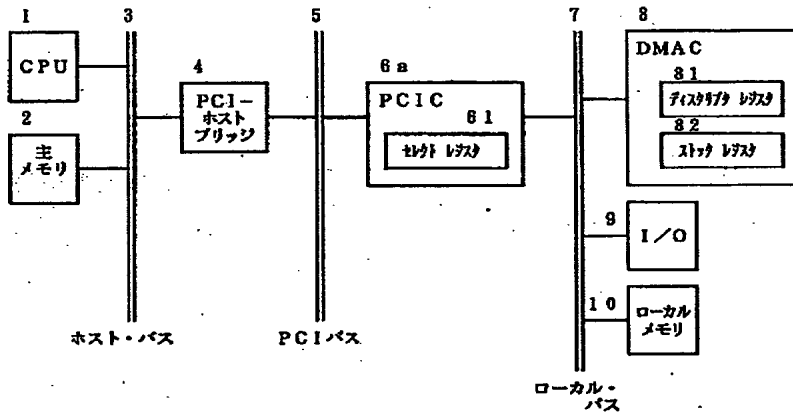 1
CPU
2
主
メモリ
3
ホスト・バス
4
PCI-
ホスト
ブリッジ
5
PCIバス
6a
PCIC
61
セレクト レジスタ
7
ローカル・
バス
8
DMAC
81
ディスクリプタ レジスタ
82
ストック レジスタ
9
I/O
10
ローカル
メモリ